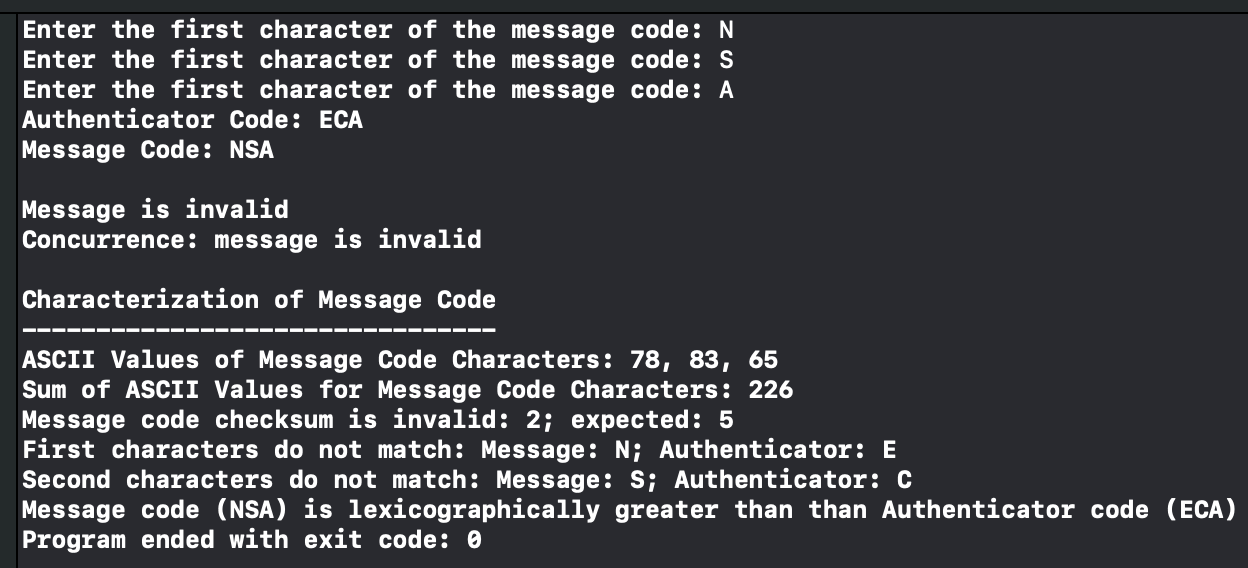 Enter the first character of the message code: N
Enter the first character of the message code: S
Enter the first character of the message code: A
Authenticator Code: ECA
Message Code: NSA
Message is invalid
Concurrence: message is invalid
Characterization of Message Code
--------------------------------
ASCII Values of Message Code Characters: 78, 83, 65
Sum of ASCII Values for Message Code Characters: 226
Message code checksum is invalid: 2; expected: 5
First characters do not match: Message: N; Authenticator: E
Second characters do not match: Message: S; Authenticator: C
Message code (NSA) is lexicographically greater than than Authenticator code (ECA)
Program ended with exit code: 0